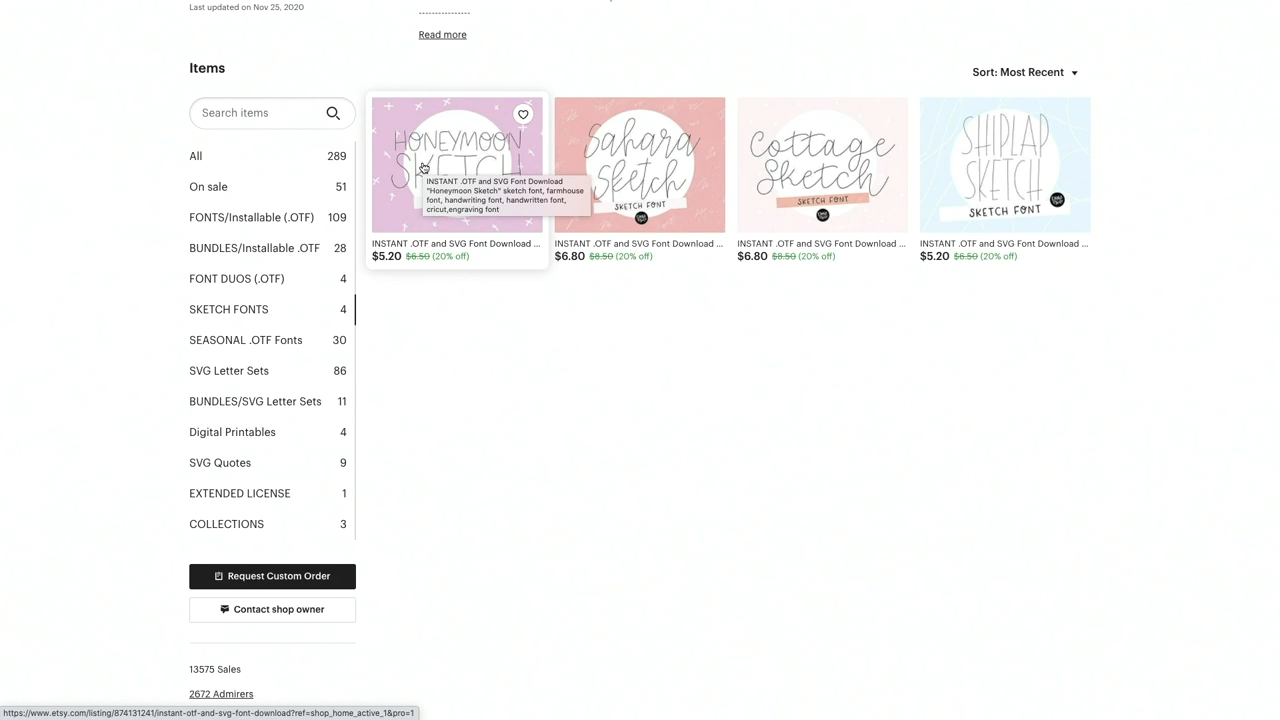 Last updated on Nov 25, 2020
----------------
Read more
Items
Sort: Most Recent
Search items
All 289
On sale 51
FONTS/Installable (.OTF) 109
BUNDLES/Installable .OTF 28
FONT DUOS (.OTF) 4
SKETCH FONTS 4
SEASONAL .OTF Fonts 30
SVG Letter Sets 86
BUNDLES/SVG Letter Sets 11
Digital Printables 4
SVG Quotes 9
EXTENDED LICENSE 1
COLLECTIONS 3
Request Custom Order
Contact shop owner
13575 Sales
2672 Admirers
HONEYMOON
SKETCH
INSTANT .OTF and SVG Font Download
"Honeymoon Sketch" sketch font, farmhouse
font, handwriting font, handwritten font,
cricut,engraving font
INSTANT .OTF and SVG Font Download ...
$5.20 $6.50 (20% off)
Sahara
Sketch
SKETCH FONT
INSTANT .OTF and SVG Font Download ...
$6.80 $8.50 (20% off)
Cottage
Sketch
SKETCH FONT
INSTANT .OTF and SVG Font Download ...
$6.80 $8.50 (20% off)
SHIPLAP
SKETCH
SKETCH FONT
INSTANT .OTF and SVG Font Download ...
$5.20 $6.50 (20% off)
https://www.etsy.com/listing/874131241/instant-otf-and-svg-font-download?ref=shop_home_active_1&pro=1